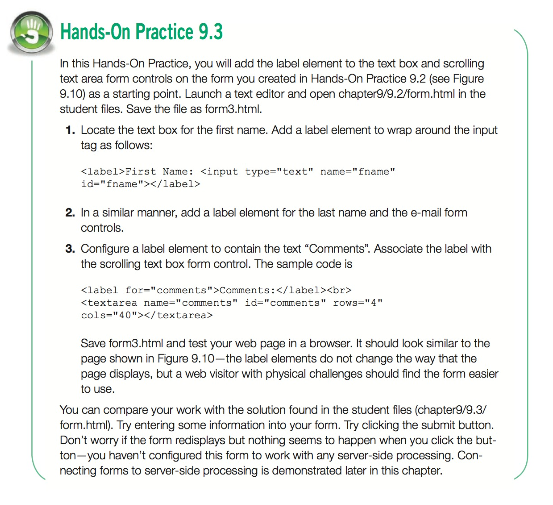 Hands-On Practice 9.3
In this Hands-On Practice, you will add the label element to the text box and scrolling
text area form controls on the form you created in Hands-On Practice 9.2 (see Figure
9.10) as a starting point. Launch a text editor and open chapter9/9.2/form.html in the
student files. Save the file as form3.html.
1. Locate the text box for the first name. Add a label element to wrap around the input
tag as follows:
<label>First Name: <input type="text" name="fname"
id="fname"></label>
2. In a similar manner, add a label element for the last name and the e-mail form
controls.
3. Configure a label element to contain the text “Comments”. Associate the label with
the scrolling text box form control. The sample code is
<label for="comments">Comments:</label><br>
<textarea name="comments" id="comments" rows="4"
cols="40"></textarea>
Save form3.html and test your web page in a browser. It should look similar to the
page shown in Figure 9.10—the label elements do not change the way that the
page displays, but a web visitor with physical challenges should find the form easier
to use.
You can compare your work with the solution found in the student files (chapter9/9.3/
form.html). Try entering some information into your form. Try clicking the submit button.
Don’t worry if the form redisplays but nothing seems to happen when you click the but-
ton—you haven’t configured this form to work with any server-side processing. Con-
necting forms to server-side processing is demonstrated later in this chapter.